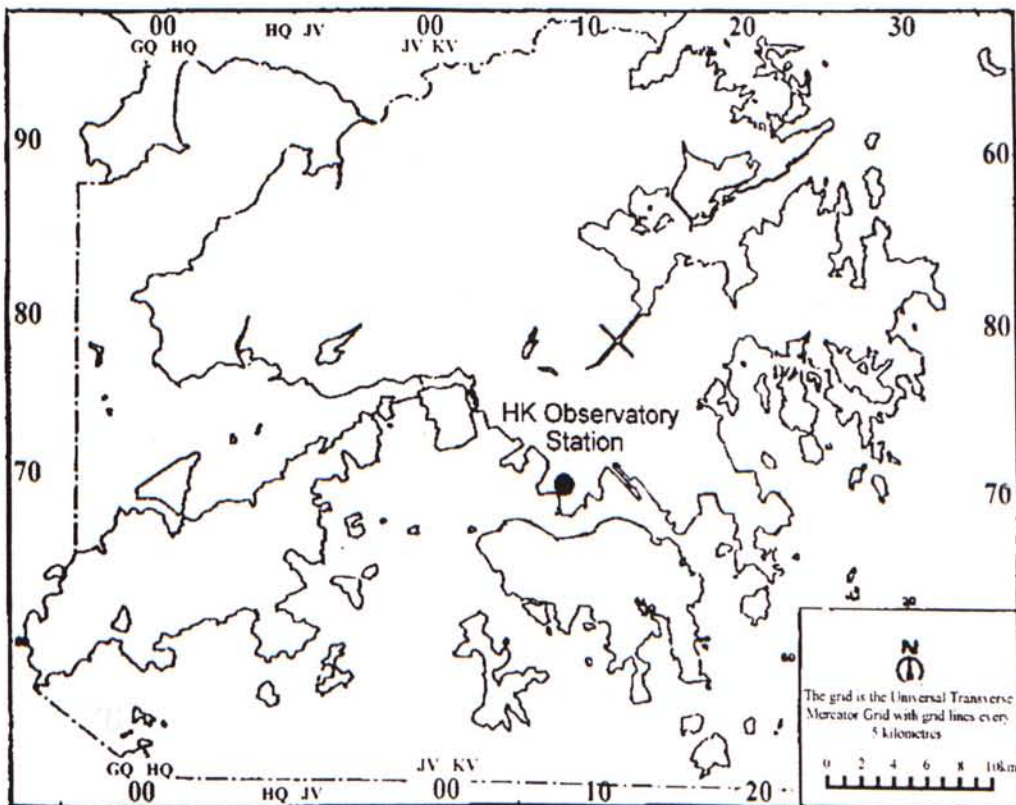 00 00 10 20 30
GQ HQ HQ JV JV KV
90 60
80 80
HK Observatory
Station
70 70
N
The grid is the Universal Transverse
Mercator Grid with grid lines every
5 kilometres
0 2 4 6 8 10km
JV KV
GQ HQ
00 HQ JV 00 10 20